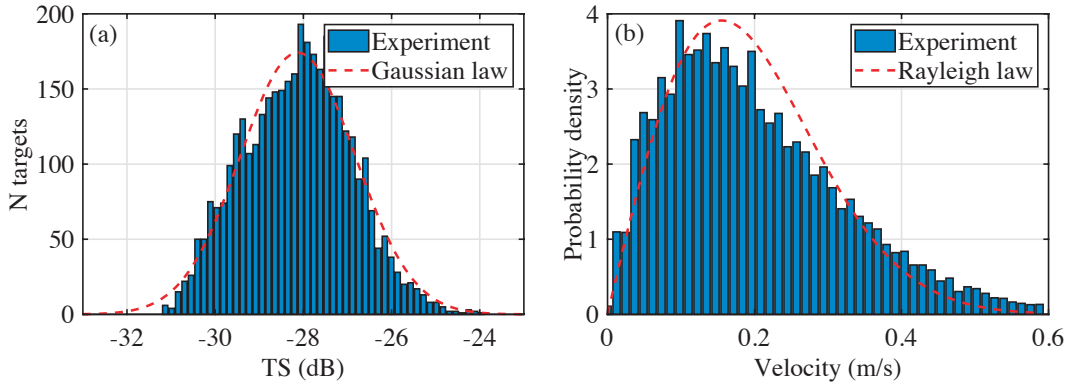 (a)
Experiment
Gaussian law
200
150
100
50
0
N targets
-32
-30
-28
-26
-24
TS (dB)
(b)
Experiment
Rayleigh law
4
3
2
1
0
Probability density
0
0.2
0.4
0.6
Velocity (m/s)